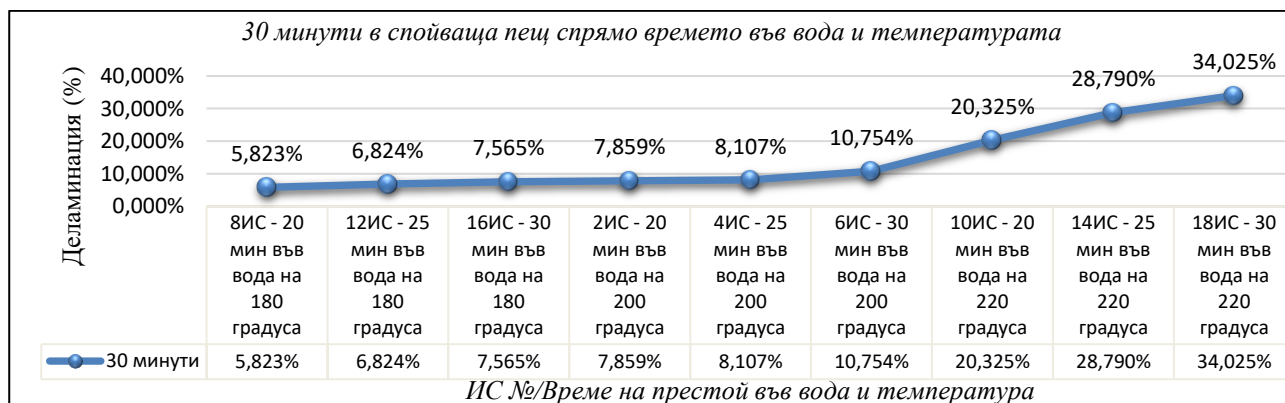 30 минути в спойваща пещ спрямо времето във вода и температурата
Деламинация (%)
40,000%
30,000%
20,000%
10,000%
0,000%
5,823%
6,824%
7,565%
7,859%
8,107%
10,754%
20,325%
28,790%
34,025%
8ИС - 20
мин във
вода на
180
градуса
12ИС - 25
мин във
вода на
180
градуса
16ИС - 30
мин във
вода на
180
градуса
2ИС - 20
мин във
вода на
200
градуса
4ИС - 25
мин във
вода на
200
градуса
6ИС - 30
мин във
вода на
200
градуса
10ИС - 20
мин във
вода на
220
градуса
14ИС - 25
мин във
вода на
220
градуса
18ИС - 30
мин във
вода на
220
градуса
30 минути 5,823% 6,824% 7,565% 7,859% 8,107% 10,754% 20,325% 28,790% 34,025%
ИС №/Време на престой във вода и температура